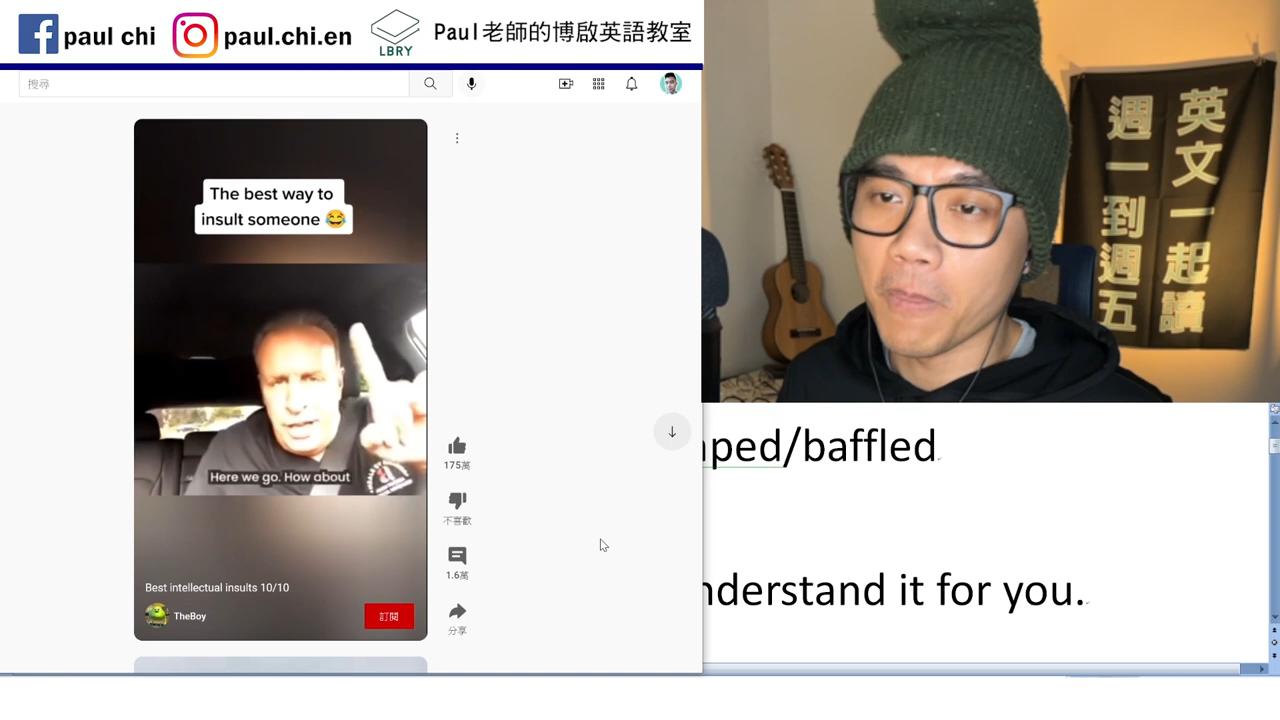 paul chi
paul.chi.en
LBRY
Paul老師的博啟英語教室
搜尋
The best way to
insult someone 😂
Here we go. How about
Best intellectual insults 10/10
TheBoy
訂閱
175萬
不喜歡
1.6萬
分享
英文一起讀
週一到週五
/baffled
it for you.